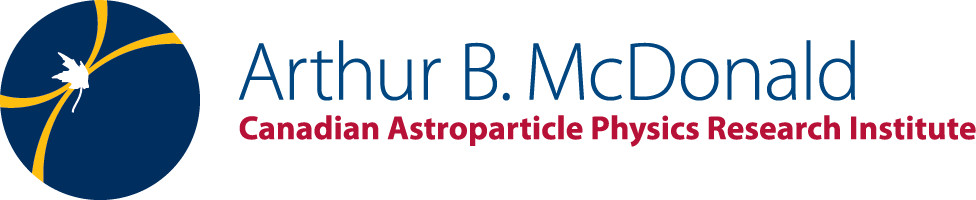 Arthur B. McDonald
Canadian Astroparticle Physics Research Institute